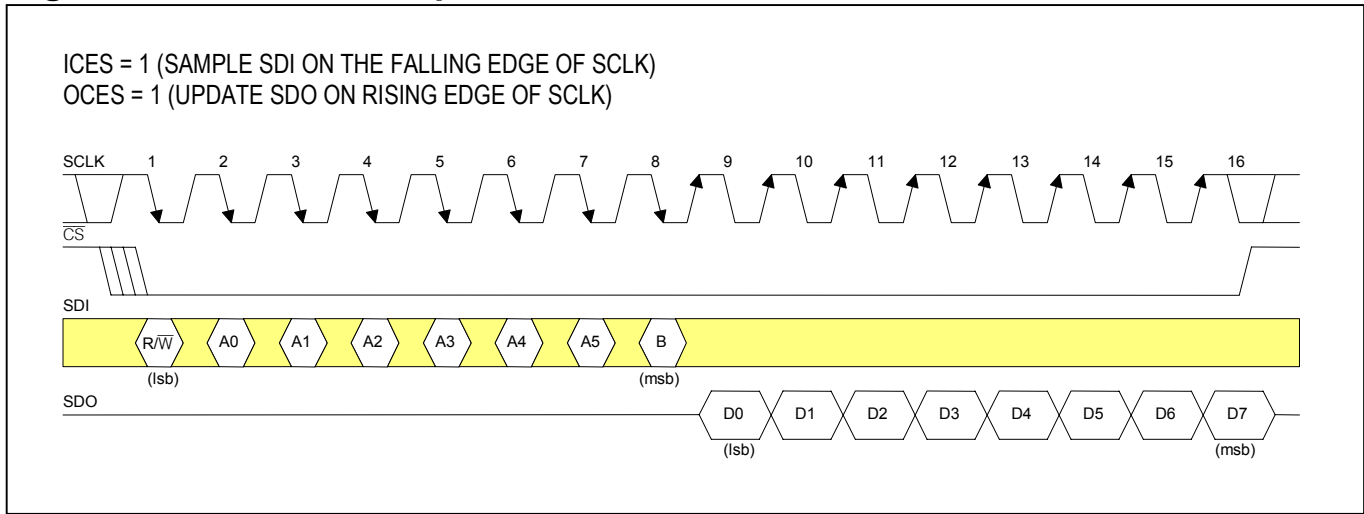 ICES = 1 (SAMPLE SDI ON THE FALLING EDGE OF SCLK)
OCES = 1 (UPDATE SDO ON RISING EDGE OF SCLK)
SCLK 1 2 3 4 5 6 7 8 9 10 11 12 13 14 15 16
C̅S̅
SDI
R/W̅ A0 A1 A2 A3 A4 A5 B
(lsb) (msb)
SDO
D0 D1 D2 D3 D4 D5 D6 D7
(lsb) (msb)